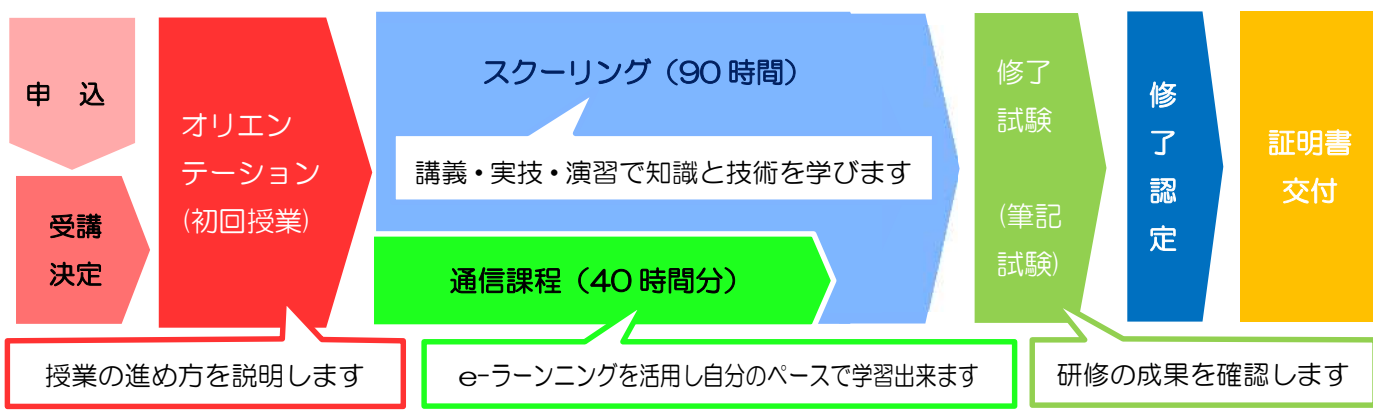 申　込
受講
決定
オリエン
テーション
(初回授業)
授業の進め方を説明します
スクーリング（90 時間）
講義・実技・演習で知識と技術を学びます
通信課程（40 時間分）
e-ラーンニングを活用し自分のペースで学習出来ます
修了
試験
(筆記
試験)
研修の成果を確認します
修
了
認
定
証明書
交付